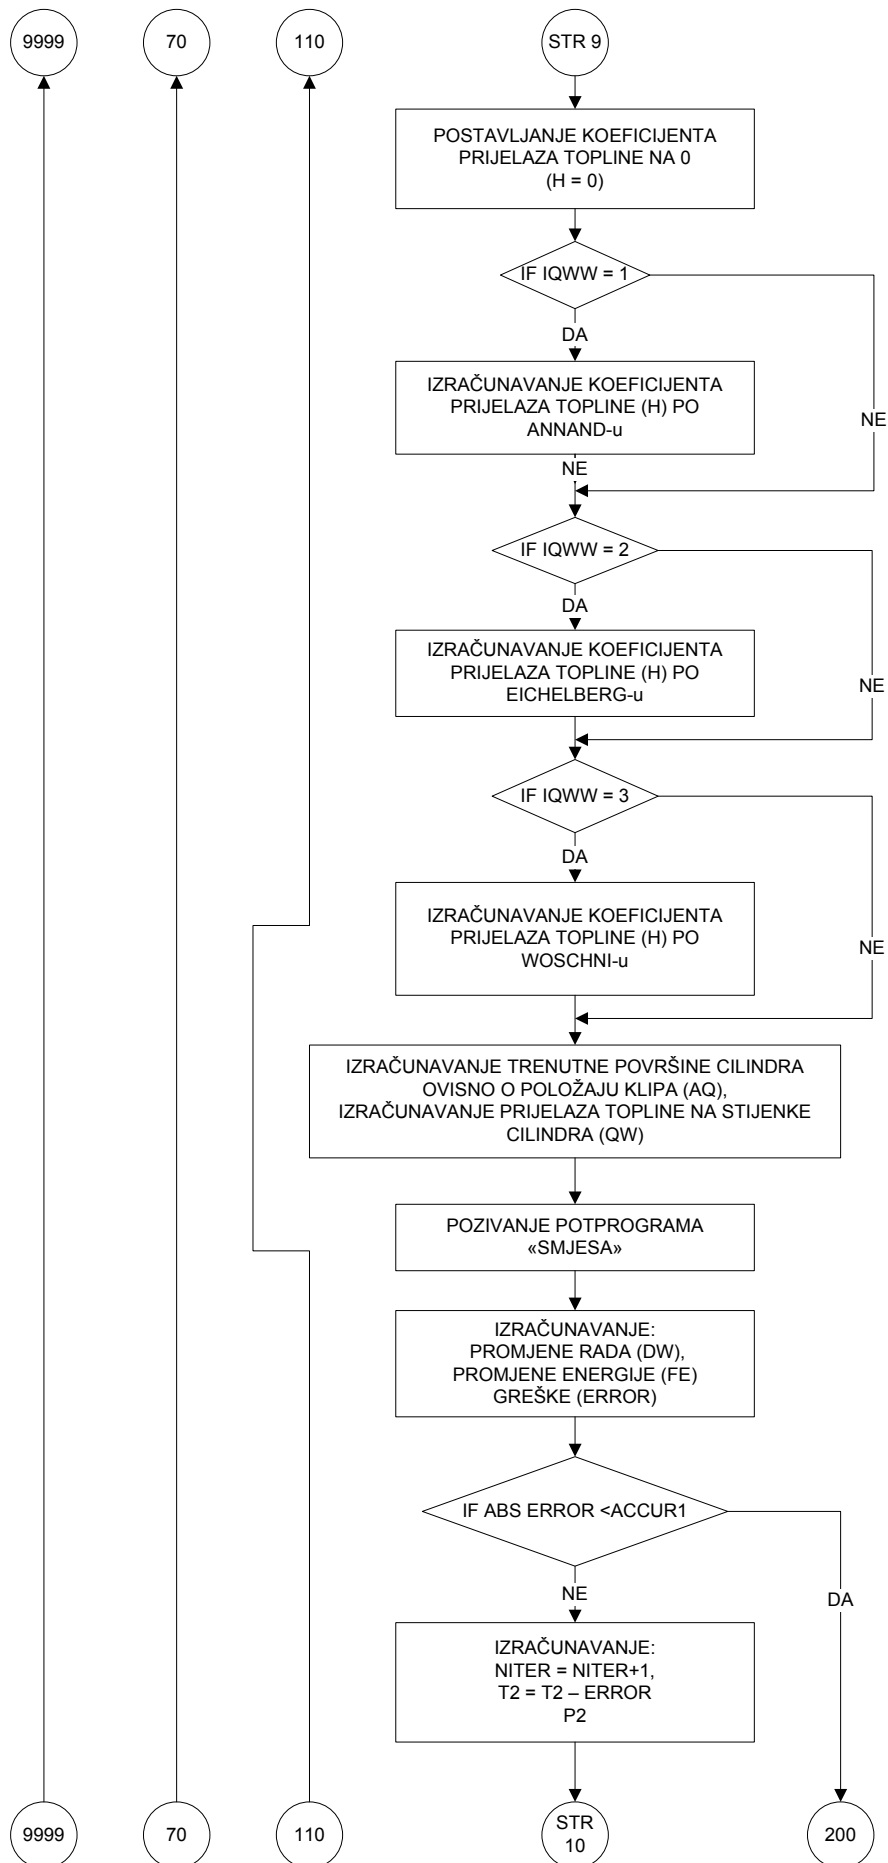 9999
70
110
STR 9
POSTAVLJANJE KOEFICIJENTA
PRIJELAZA TOPLINE NA 0
(H = 0)
IF IQWW = 1
DA
NE
IZRAČUNAVANJE KOEFICIJENTA
PRIJELAZA TOPLINE (H) PO
ANNAND-u
NE
IF IQWW = 2
DA
NE
IZRAČUNAVANJE KOEFICIJENTA
PRIJELAZA TOPLINE (H) PO
EICHELBERG-u
IF IQWW = 3
DA
NE
IZRAČUNAVANJE KOEFICIJENTA
PRIJELAZA TOPLINE (H) PO
WOSCHNI-u
IZRAČUNAVANJE TRENUTNE POVRŠINE CILINDRA
OVISNO O POLOŽAJU KLIPA (AQ),
IZRAČUNAVANJE PRIJELAZA TOPLINE NA STIJENKE
CILINDRA (QW)
POZIVANJE POTPROGRAMA
«SMJESA»
IZRAČUNAVANJE:
PROMJENE RADA (DW),
PROMJENE ENERGIJE (FE)
GREŠKE (ERROR)
IF ABS ERROR <ACCUR1
NE
DA
IZRAČUNAVANJE:
NITER = NITER+1,
T2 = T2 – ERROR
P2
9999
70
110
STR
10
200